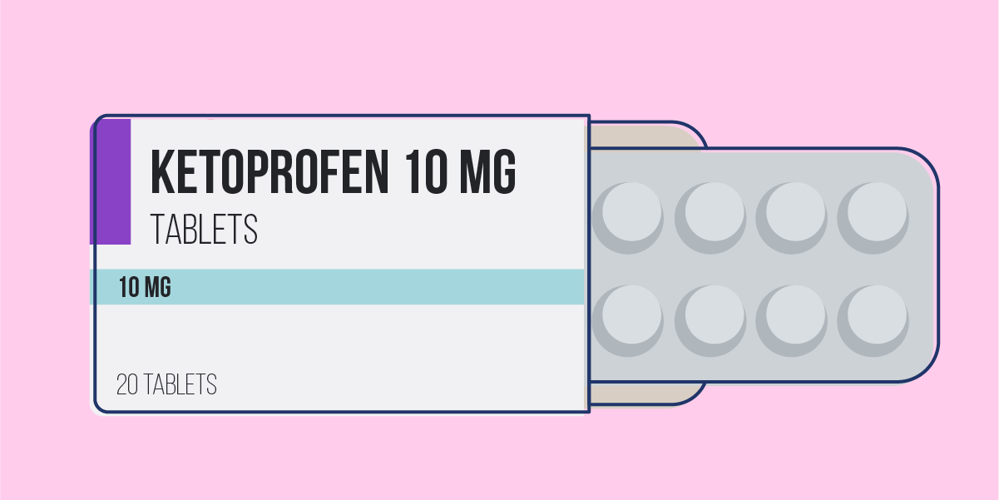 KETOPROFEN 10 MG
TABLETS
10 MG
20 TABLETS